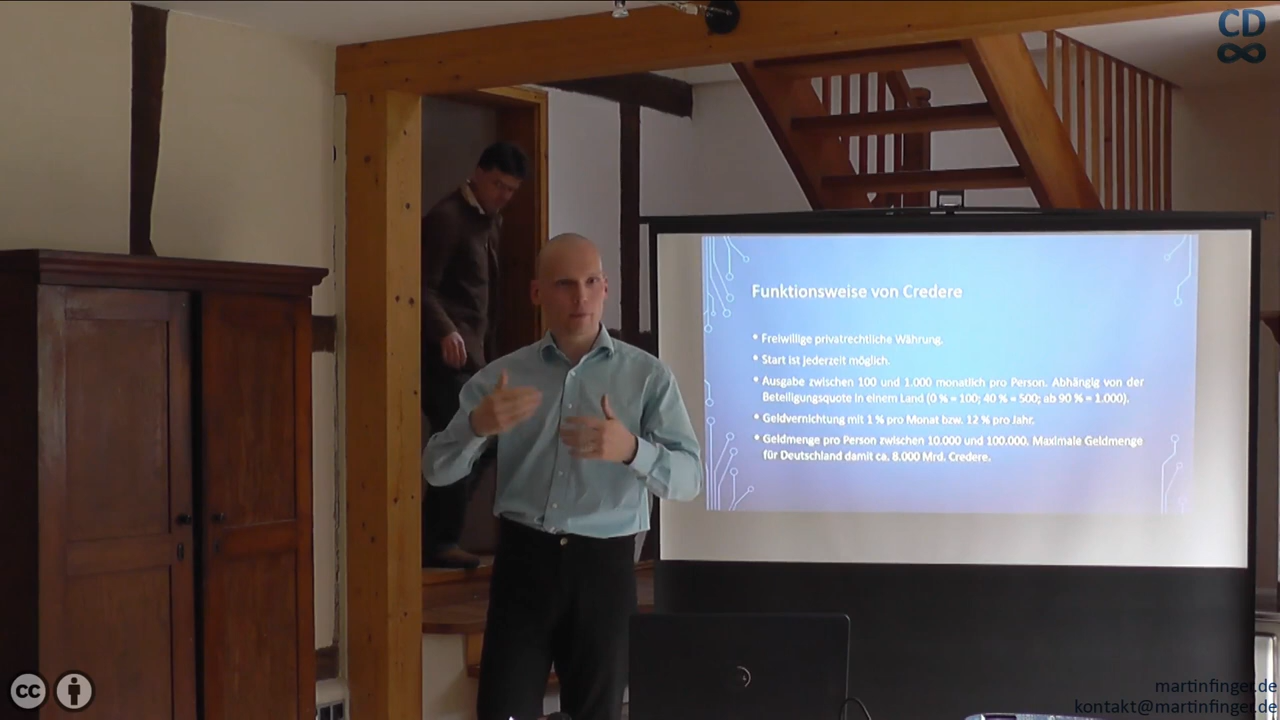 CD
Funktionsweise von Credere
• Freiwillige privatrechtliche Währung.
• Start ist jederzeit möglich.
• Ausgabe zwischen 100 und 1.000 monatlich pro Person. Abhängig von der
Beteiligungsquote in einem Land (0 % = 100; 40 % = 500; ab 90 % = 1.000).
• Geldvernichtung mit 1 % pro Monat bzw. 12 % pro Jahr.
• Geldmenge pro Person zwischen 10.000 und 100.000. Maximale Geldmenge
für Deutschland damit ca. 8.000 Mrd. Credere.
cc
martinfinger.de
kontakt@martinfinger.de